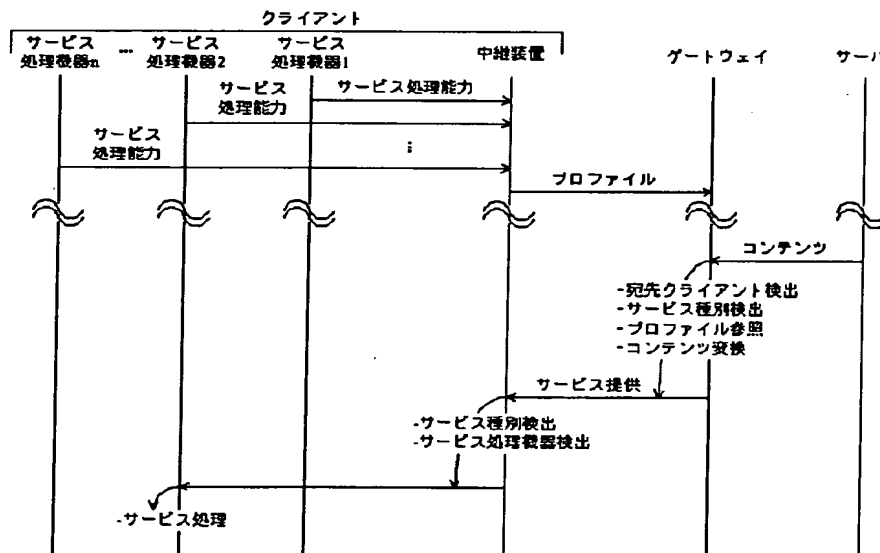 クライアント
サービス
処理機器n
…
サービス
処理機器2
サービス
処理機器1
中継装置
ゲートウェイ
サーバ
サービス処理能力
サービス
処理能力
サービス
処理能力
⋮
プロファイル
コンテンツ
-宛先クライアント検出
-サービス種別検出
-プロファイル参照
-コンテンツ変換
サービス提供
-サービス種別検出
-サービス処理機器検出
-サービス処理